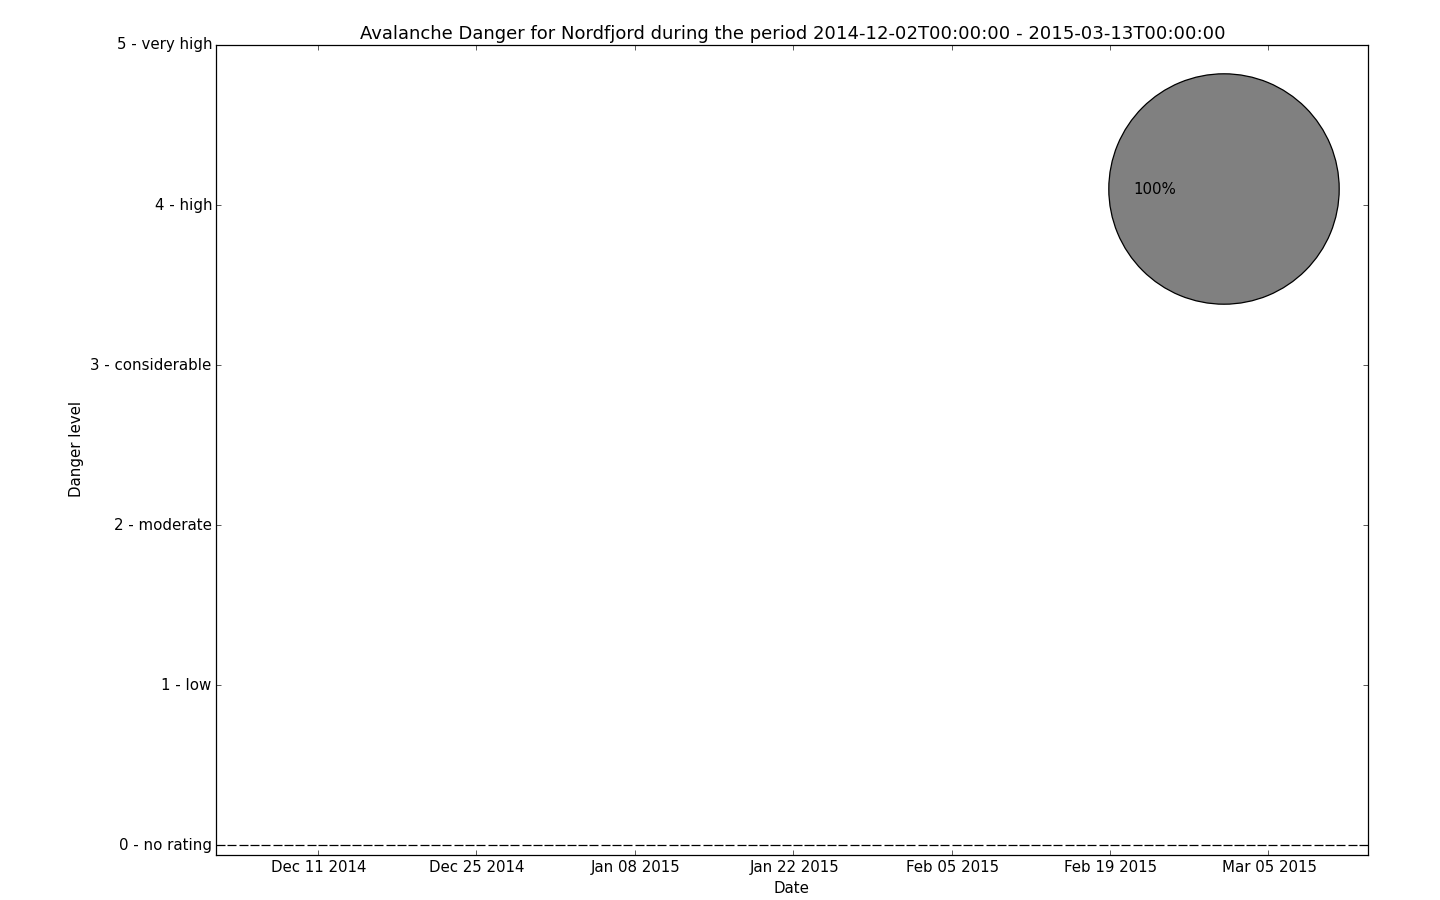 Avalanche Danger for Nordfjord during the period 2014-12-02T00:00:00 - 2015-03-13T00:00:00
5 - very high
100%
4 - high
3 - considerable
Danger level
2 - moderate
1 - low
0 - no rating
Dec 11 2014 Dec 25 2014 Jan 08 2015 Jan 22 2015 Feb 05 2015 Feb 19 2015 Mar 05 2015
Date